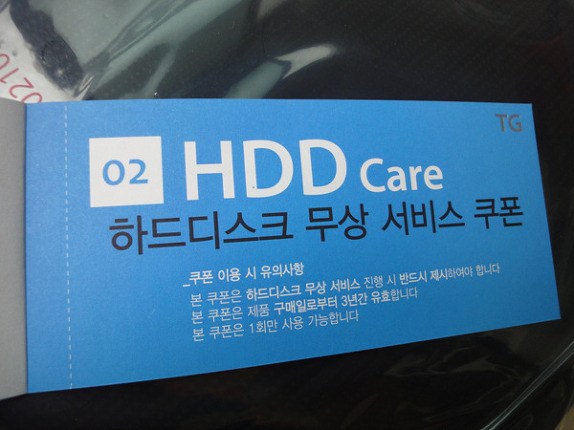 TG
02
HDD Care
하드디스크 무상 서비스 쿠폰
_쿠폰 이용 시 유의사항
본 쿠폰은 하드디스크 무상 서비스 진행 시 반드시 제시하여야 합니다
본 쿠폰은 제품 구매일로부터 3년간 유효합니다
본 쿠폰은 1회만 사용 가능합니다